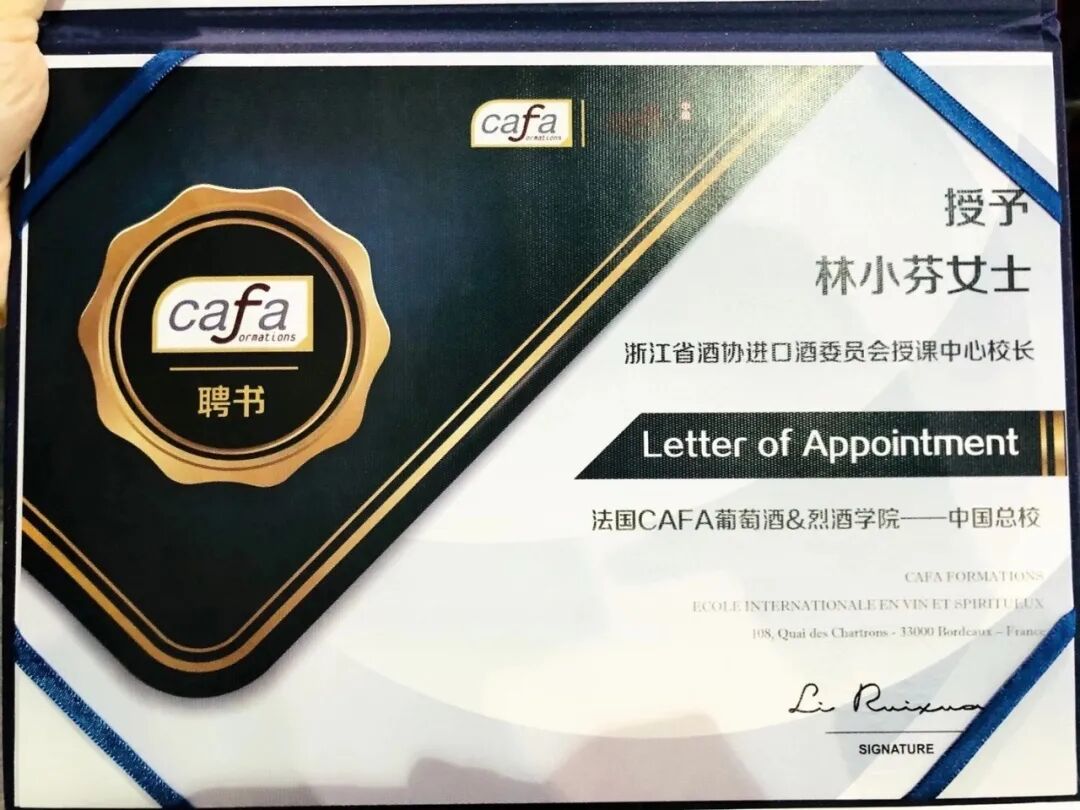 cafa
ormations
cafa
ormations
聘书
授予
林小芬女士
浙江省酒协进口酒委员会授课中心校长
Letter of Appointment
法国CAFA葡萄酒&烈酒学院——中国总校
CAFA FORMATIONS
ECOLE INTERNATIONALE EN VIN ET SPIRITUEUX
108, Quai des Chartrons - 33000 Bordeaux – France
Li Ruixua
SIGNATURE